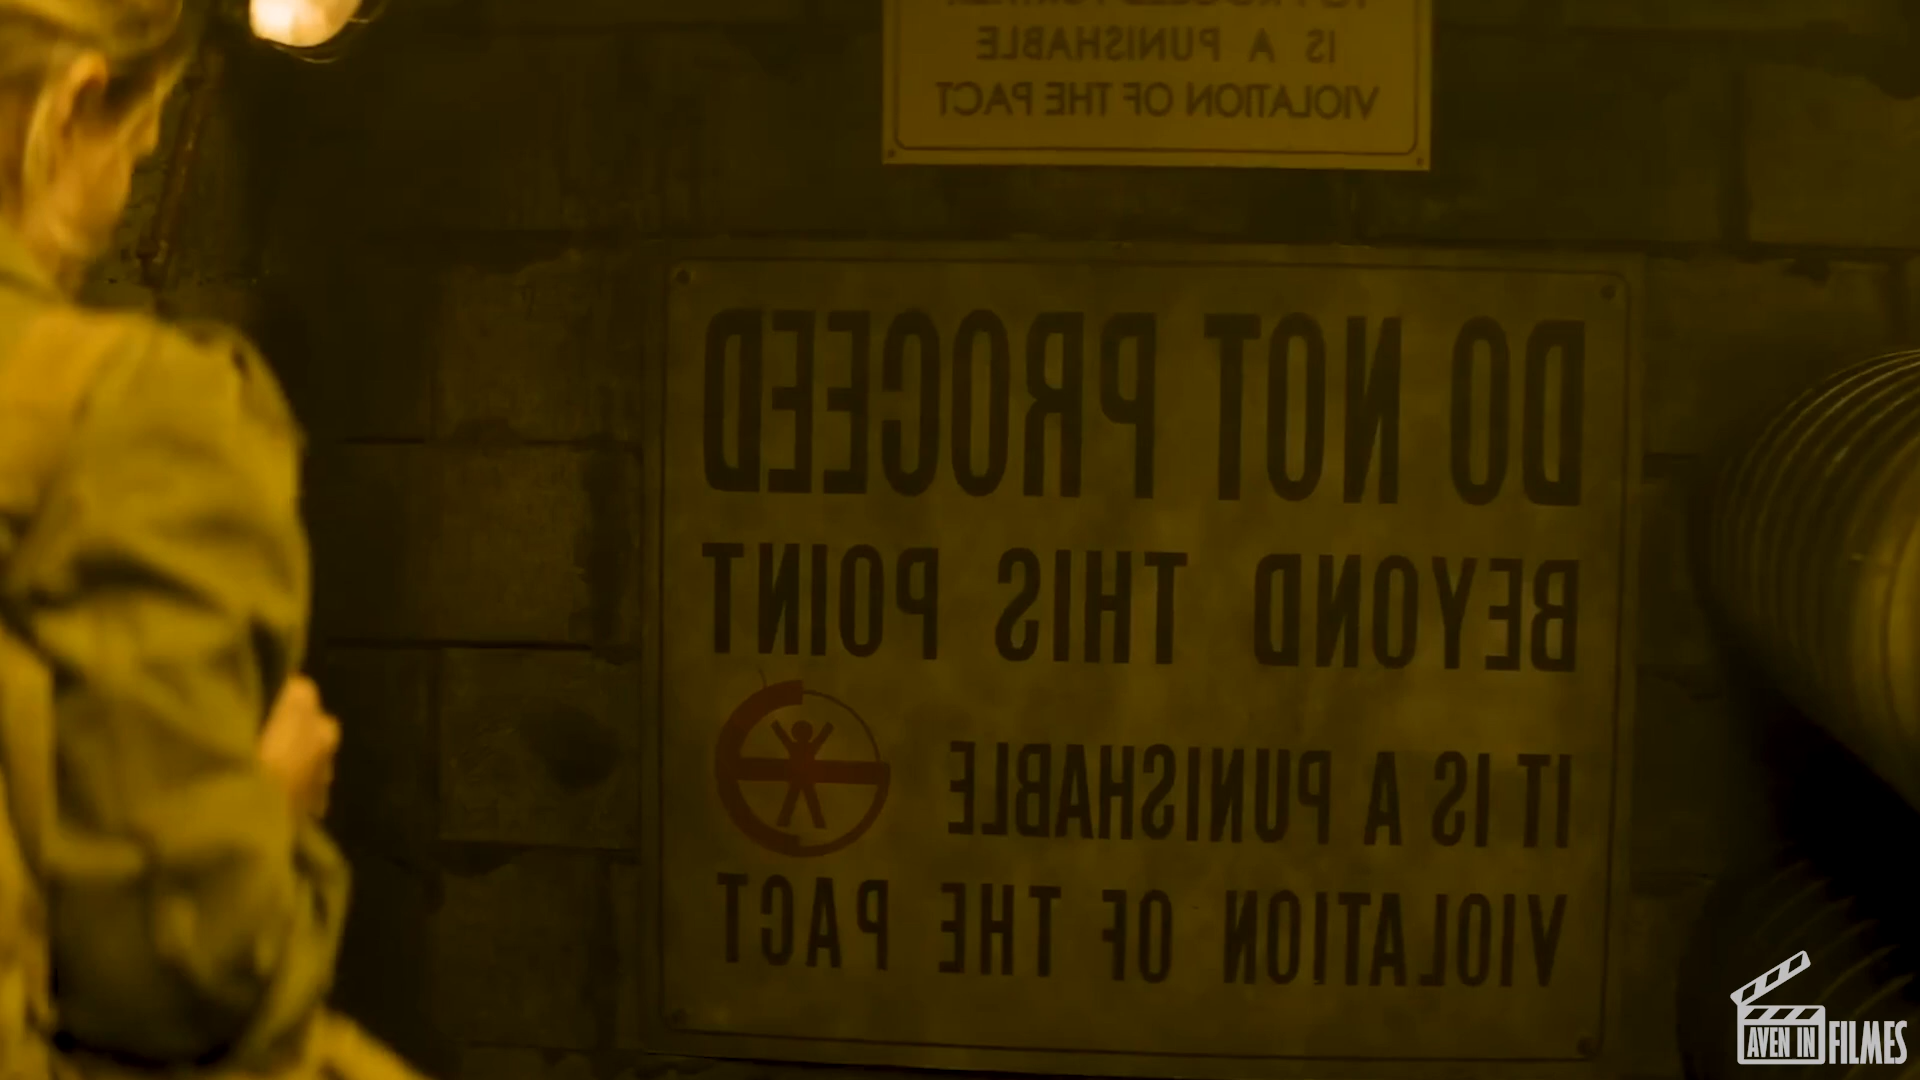 IS A PUNISHABLE
VIOLATION OF THE PACT
DO NOT PROCEED
BEYOND THIS POINT
IT IS A PUNISHABLE
VIOLATION OF THE PACT
AVEN IN FILMES